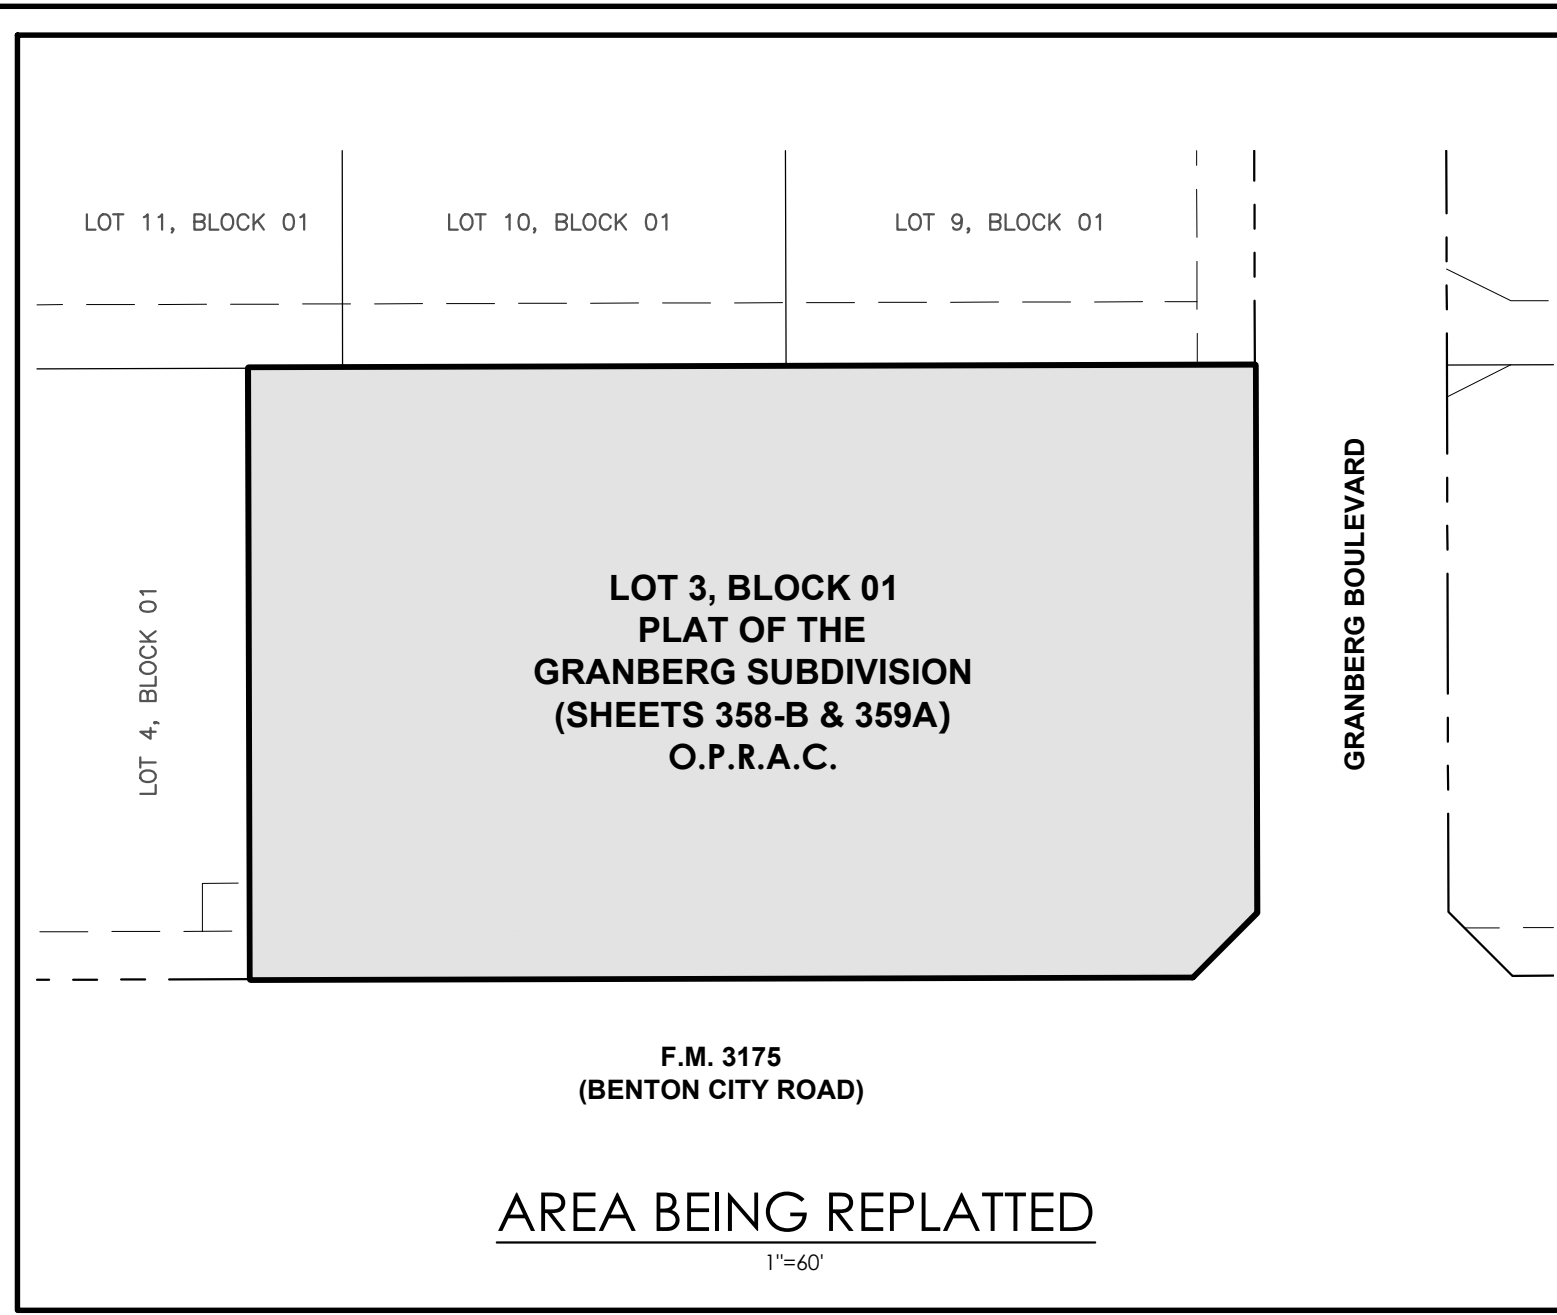 LOT 11, BLOCK 01
LOT 10, BLOCK 01
LOT 9, BLOCK 01
LOT 4, BLOCK 01
LOT 3, BLOCK 01
PLAT OF THE
GRANBERG SUBDIVISION
(SHEETS 358-B & 359A)
O.P.R.A.C.
GRANBERG BOULEVARD
F.M. 3175
(BENTON CITY ROAD)
AREA BEING REPLATTED
1"=60'